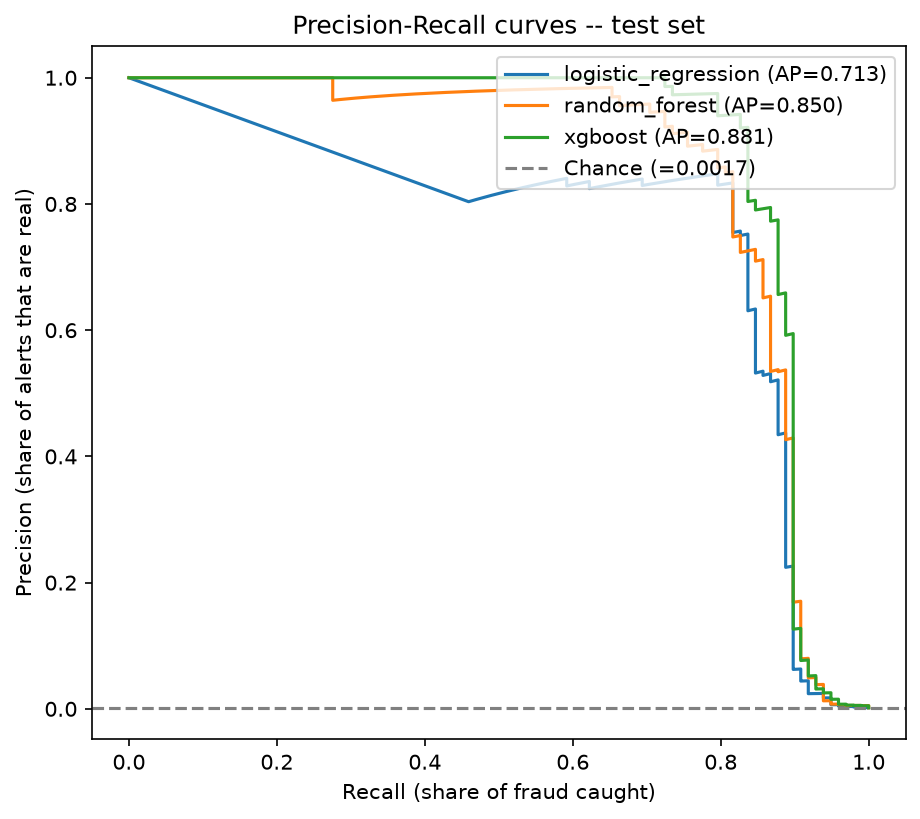 Precision-Recall curves -- test set
logistic_regression (AP=0.713)
random_forest (AP=0.850)
xgboost (AP=0.881)
Chance (=0.0017)
Precision (share of alerts that are real)
1.0
0.8
0.6
0.4
0.2
0.0
0.0 0.2 0.4 0.6 0.8 1.0
Recall (share of fraud caught)